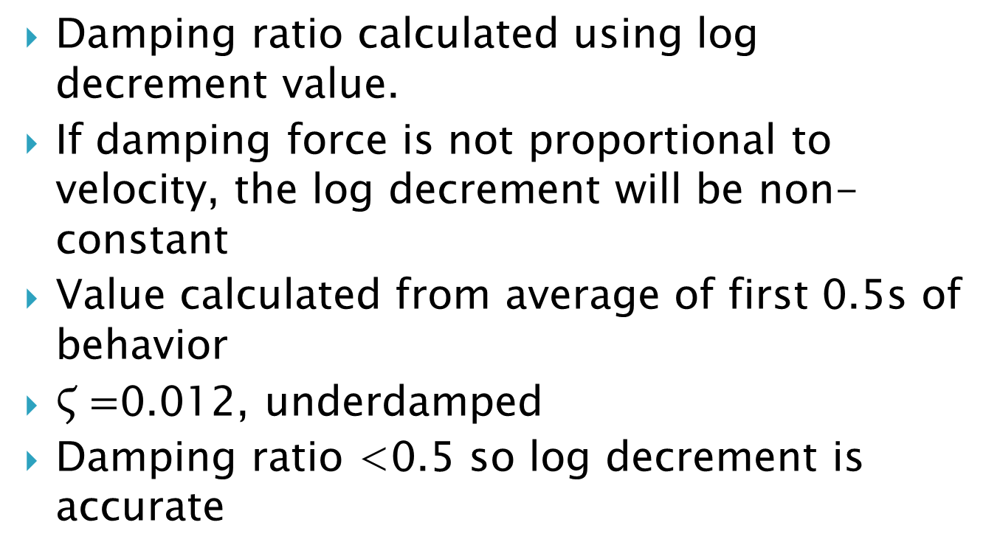 Damping ratio calculated using log
decrement value.
If damping force is not proportional to
velocity, the log decrement will be non-
constant
Value calculated from average of first 0.5s of
behavior
ς =0.012, underdamped
Damping ratio <0.5 so log decrement is
accurate